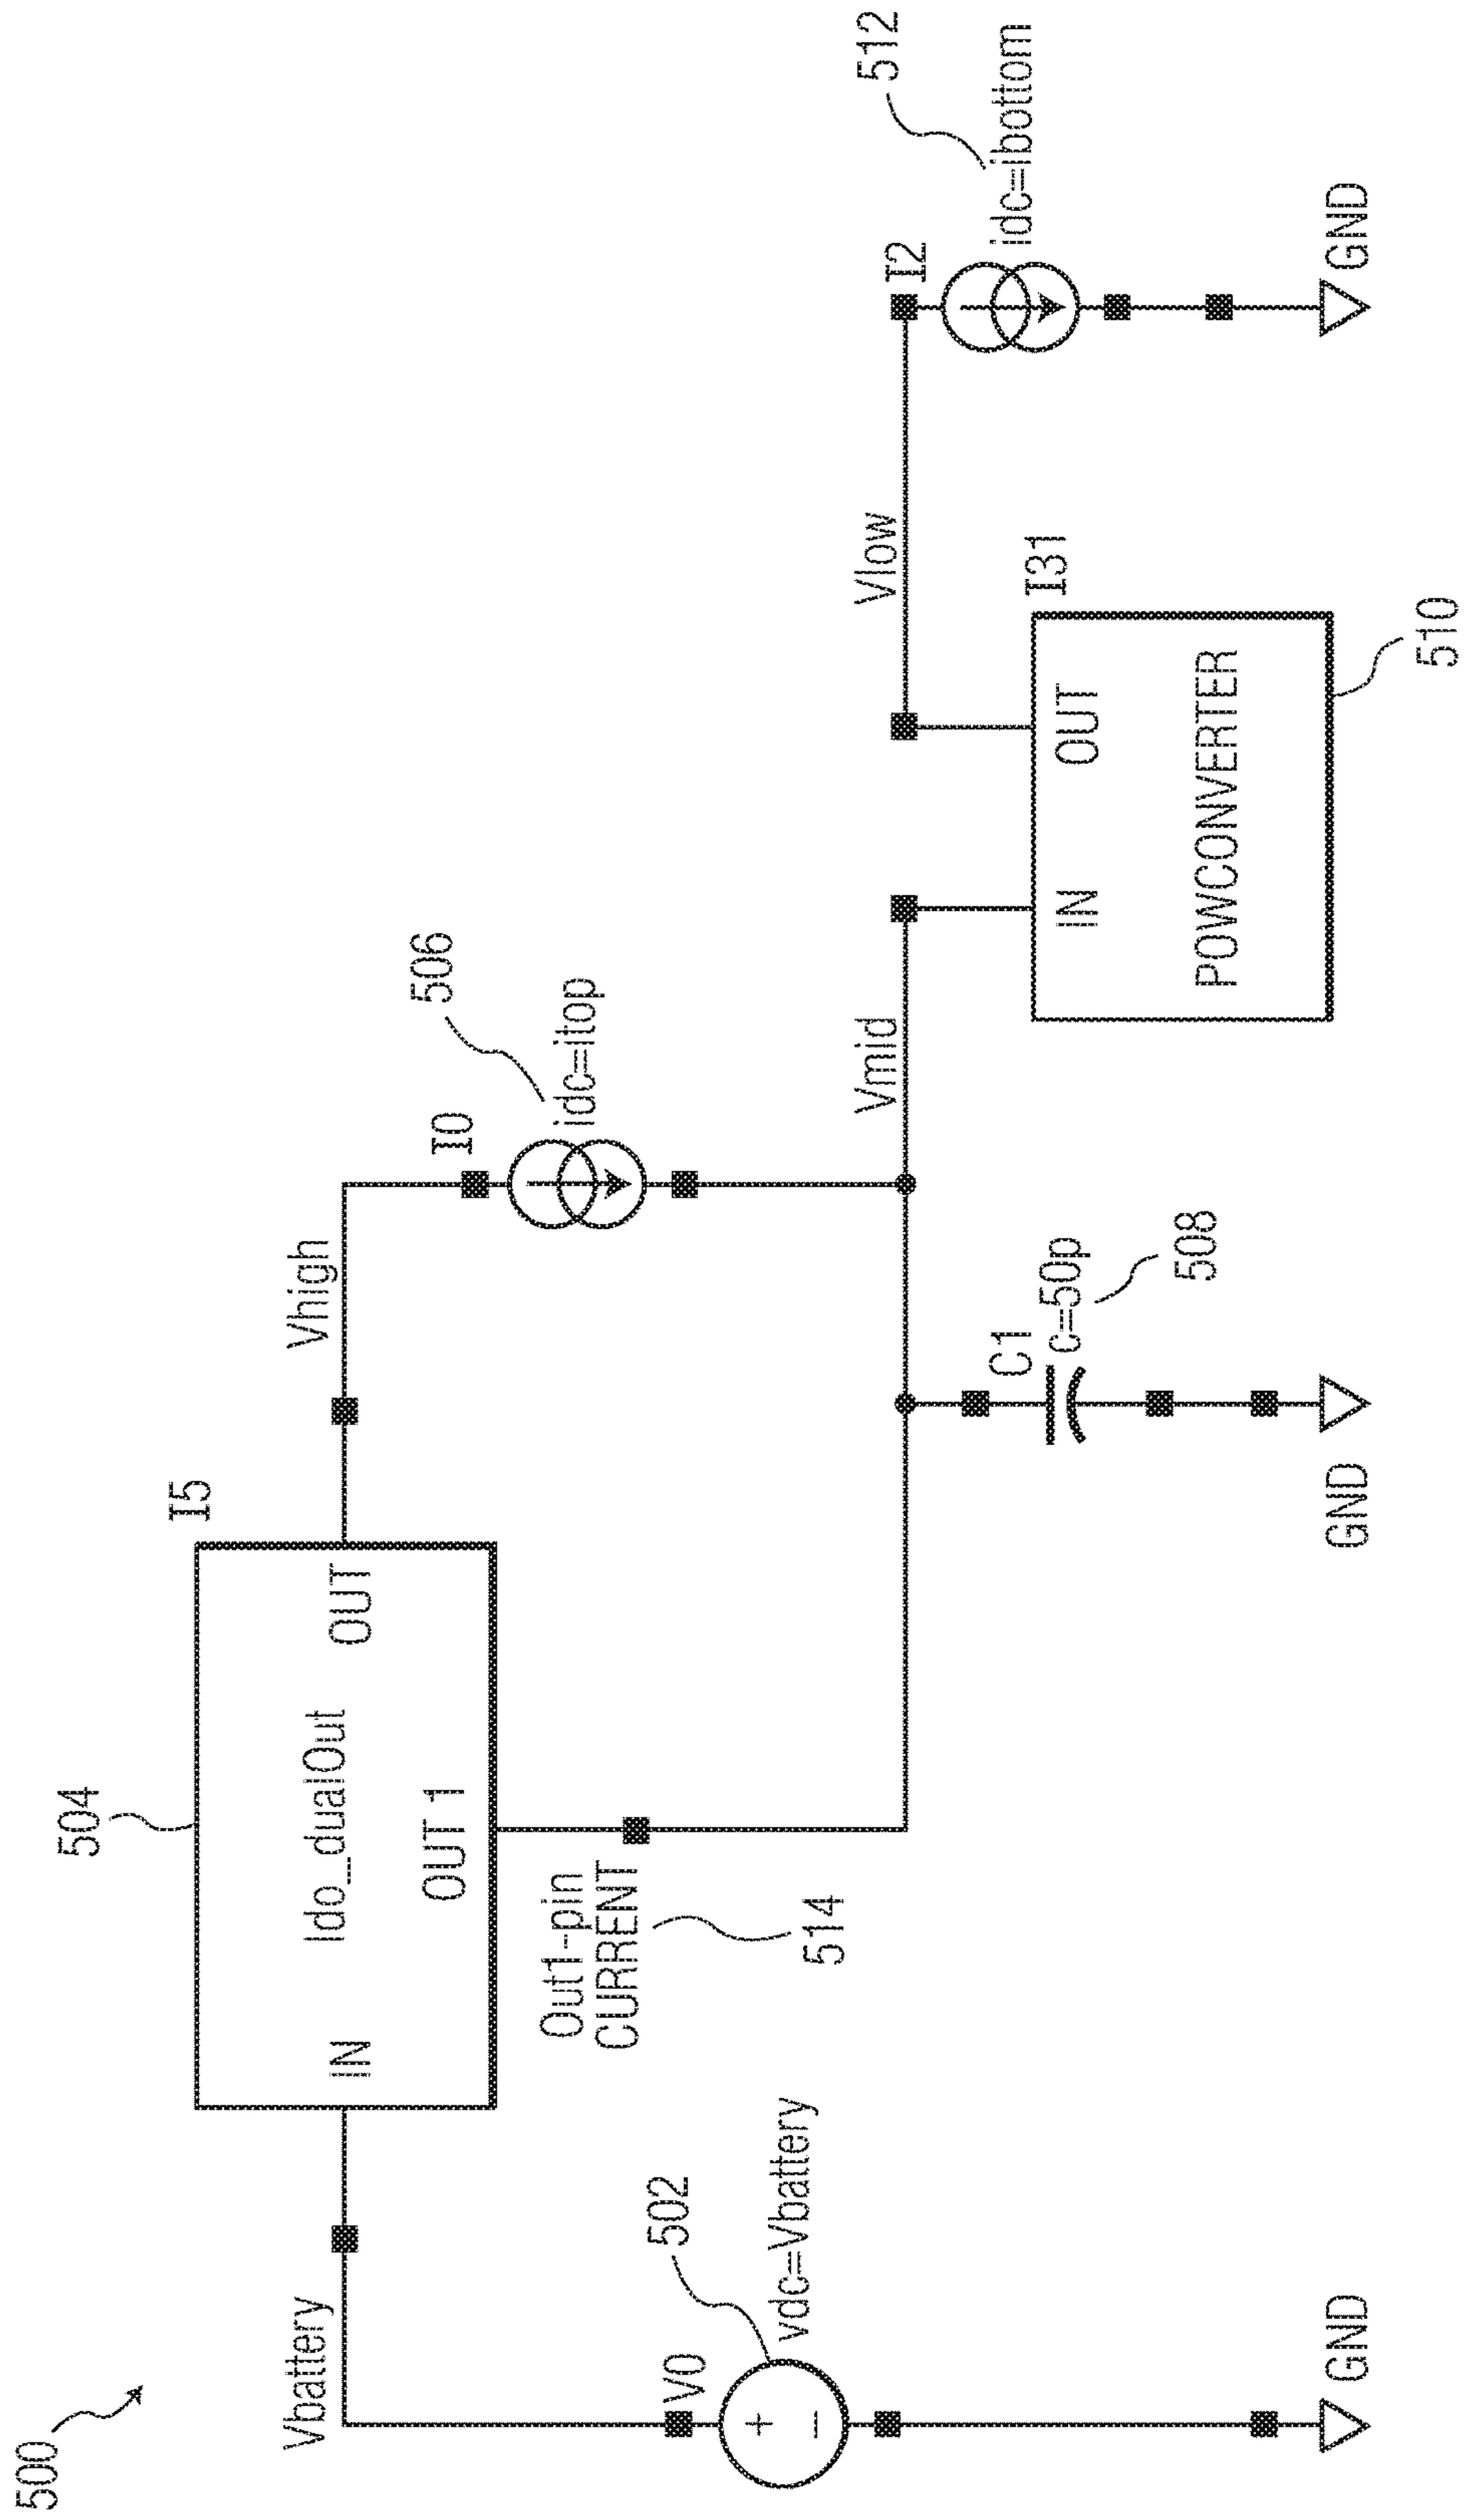 500
Vbattery
V0
502
vdc=Vbattery
GND
504
I5
IN
ldo_dualOut
OUT
OUT 1
Out1-pin
CURRENT
514
Vhigh
I0
506
idc=itop
C1
c=50p
508
GND
Vmid
IN
OUT
POWCONVERTER
I31
510
Vlow
I2
512
idc=ibottom
GND